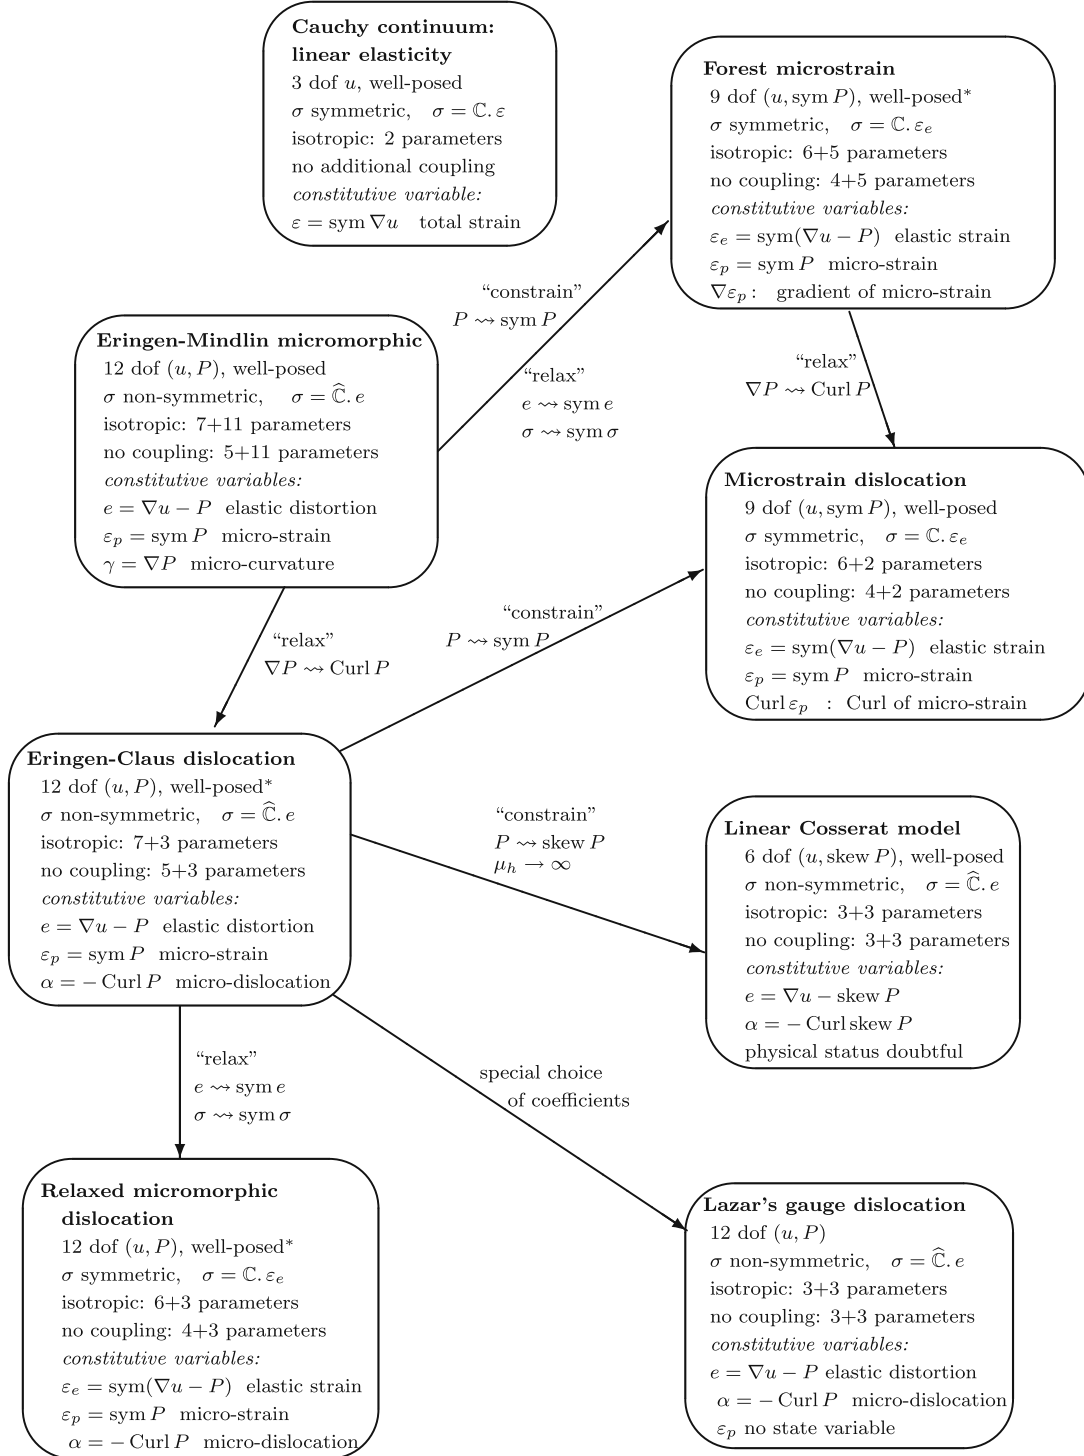 Cauchy continuum:
linear elasticity
3 dof u, well-posed
σ symmetric, σ = ℂ. ε
isotropic: 2 parameters
no additional coupling
constitutive variable:
ε = sym ∇u total strain
Forest microstrain
9 dof (u, sym P), well-posed*
σ symmetric, σ = ℂ. εₑ
isotropic: 6+5 parameters
no coupling: 4+5 parameters
constitutive variables:
εₑ = sym(∇u − P) elastic strain
εₚ = sym P micro-strain
∇εₚ : gradient of micro-strain
“constrain”
P ⇝ sym P
“relax”
e ⇝ sym e
σ ⇝ sym σ
Eringen-Mindlin micromorphic
12 dof (u, P), well-posed
σ non-symmetric, σ = ℂ̂. e
isotropic: 7+11 parameters
no coupling: 5+11 parameters
constitutive variables:
e = ∇u − P elastic distortion
εₚ = sym P micro-strain
γ = ∇P micro-curvature
“relax”
∇P ⇝ Curl P
Microstrain dislocation
9 dof (u, sym P), well-posed
σ symmetric, σ = ℂ. εₑ
isotropic: 6+2 parameters
no coupling: 4+2 parameters
constitutive variables:
εₑ = sym(∇u − P) elastic strain
εₚ = sym P micro-strain
Curl εₚ : Curl of micro-strain
“constrain”
P ⇝ sym P
“relax”
∇P ⇝ Curl P
Eringen-Claus dislocation
12 dof (u, P), well-posed*
σ non-symmetric, σ = ℂ̂. e
isotropic: 7+3 parameters
no coupling: 5+3 parameters
constitutive variables:
e = ∇u − P elastic distortion
εₚ = sym P micro-strain
α = − Curl P micro-dislocation
“constrain”
P ⇝ skew P
μₕ → ∞
Linear Cosserat model
6 dof (u, skew P), well-posed
σ non-symmetric, σ = ℂ̂. e
isotropic: 3+3 parameters
no coupling: 3+3 parameters
constitutive variables:
e = ∇u − skew P
α = − Curl skew P
physical status doubtful
“relax”
e ⇝ sym e
σ ⇝ sym σ
special choice
of coefficients
Relaxed micromorphic
dislocation
12 dof (u, P), well-posed*
σ symmetric, σ = ℂ. εₑ
isotropic: 6+3 parameters
no coupling: 4+3 parameters
constitutive variables:
εₑ = sym(∇u − P) elastic strain
εₚ = sym P micro-strain
α = − Curl P micro-dislocation
Lazar’s gauge dislocation
12 dof (u, P)
σ non-symmetric, σ = ℂ̂. e
isotropic: 3+3 parameters
no coupling: 3+3 parameters
constitutive variables:
e = ∇u − P elastic distortion
α = − Curl P micro-dislocation
εₚ no state variable